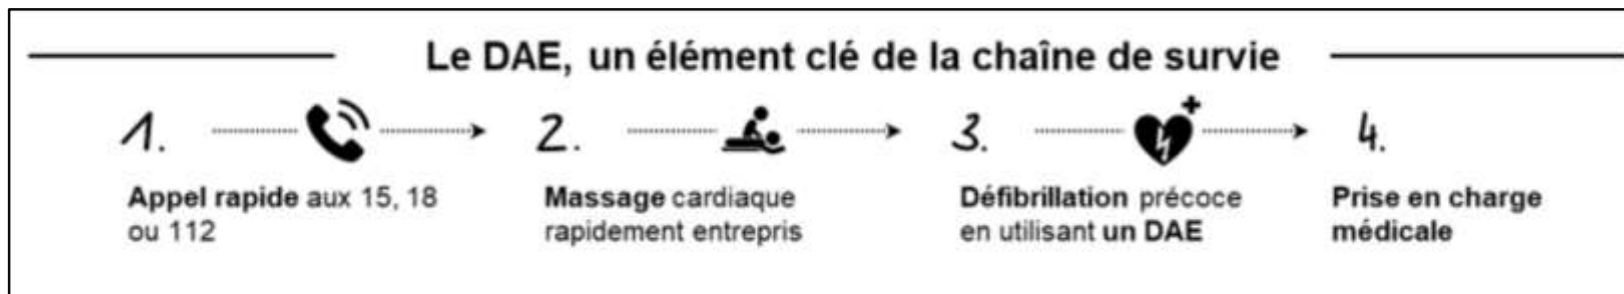 Le DAE, un élément clé de la chaîne de survie
1.
Appel rapide aux 15, 18
ou 112
2.
Massage cardiaque
rapidement entrepris
3.
Défibrillation précoce
en utilisant un DAE
4.
Prise en charge
médicale